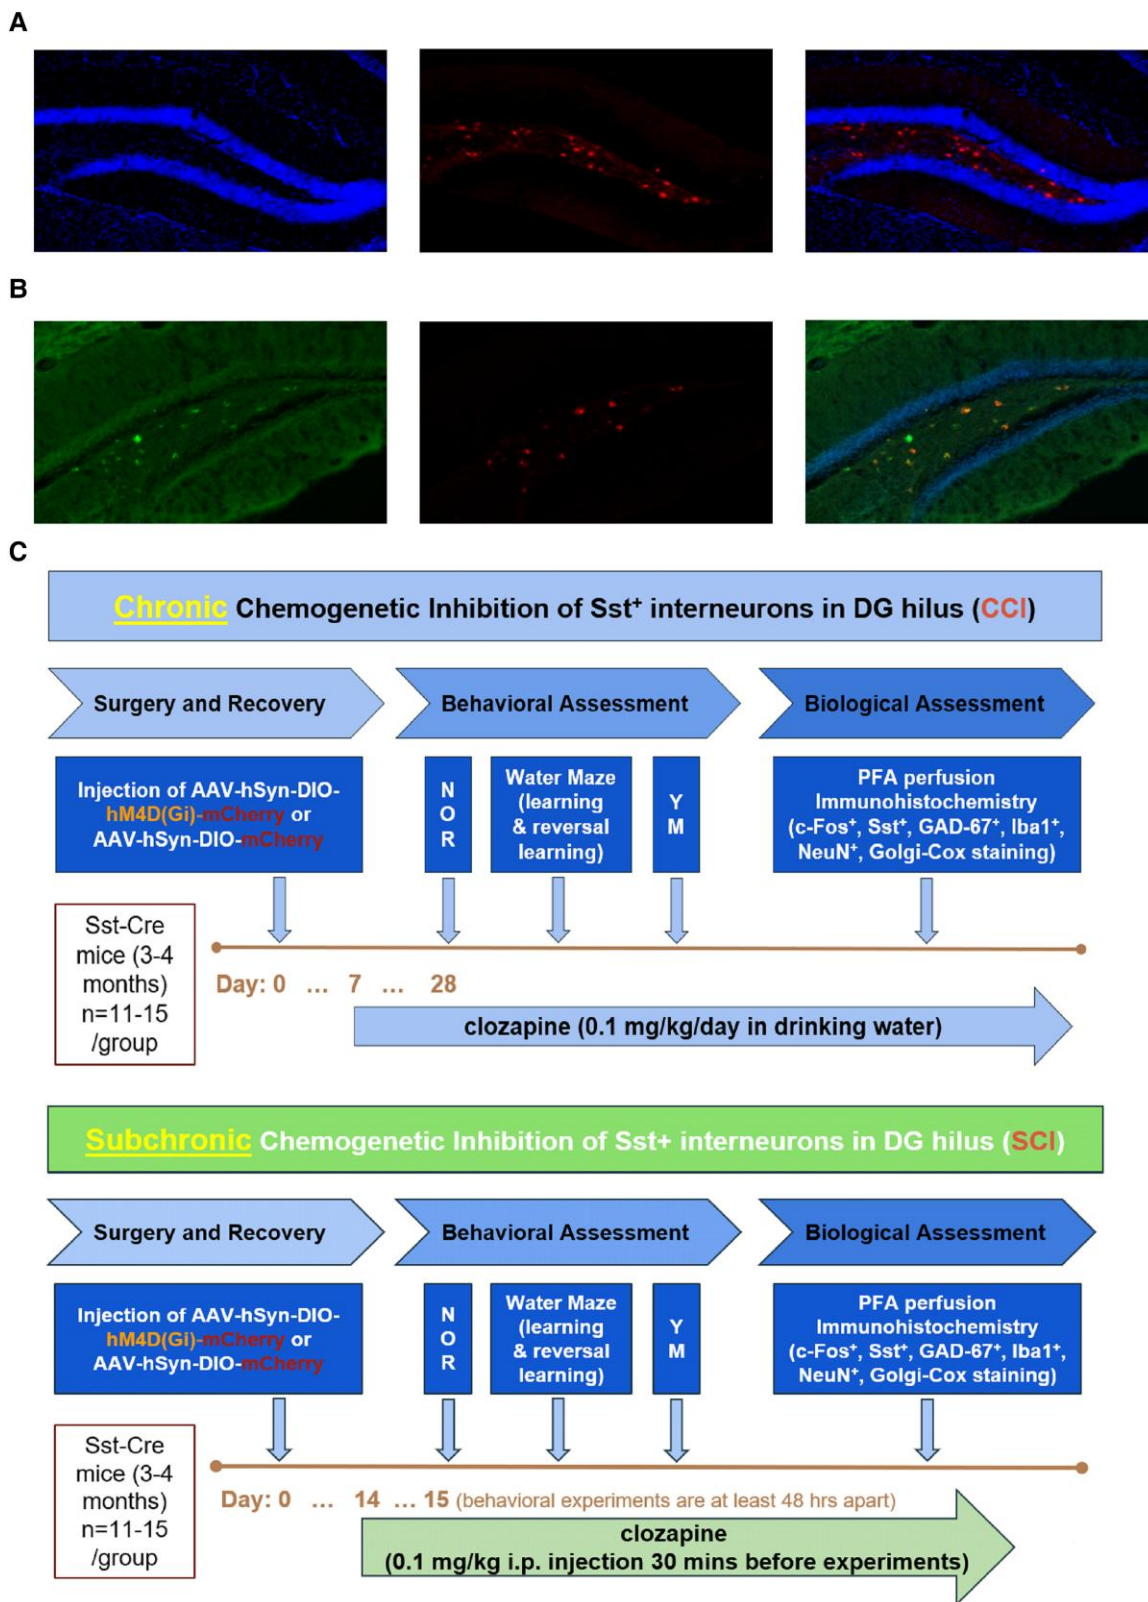 A
B
C
Chronic Chemogenetic Inhibition of Sst⁺ interneurons in DG hilus (CCI)
Surgery and Recovery
Behavioral Assessment
Biological Assessment
Injection of AAV-hSyn-DIO-
hM4D(Gi)-mCherry or
AAV-hSyn-DIO-mCherry
N
O
R
Water Maze
(learning
& reversal
learning)
Y
M
PFA perfusion
Immunohistochemistry
(c-Fos⁺, Sst⁺, GAD-67⁺, Iba1⁺,
NeuN⁺, Golgi-Cox staining)
Sst-Cre
mice (3-4
months)
n=11-15
/group
Day: 0 ... 7 ... 28
clozapine (0.1 mg/kg/day in drinking water)
Subchronic Chemogenetic Inhibition of Sst+ interneurons in DG hilus (SCI)
Surgery and Recovery
Behavioral Assessment
Biological Assessment
Injection of AAV-hSyn-DIO-
hM4D(Gi)-mCherry or
AAV-hSyn-DIO-mCherry
N
O
R
Water Maze
(learning
& reversal
learning)
Y
M
PFA perfusion
Immunohistochemistry
(c-Fos⁺, Sst⁺, GAD-67⁺, Iba1⁺,
NeuN⁺, Golgi-Cox staining)
Sst-Cre
mice (3-4
months)
n=11-15
/group
Day: 0 ... 14 ... 15 (behavioral experiments are at least 48 hrs apart)
clozapine
(0.1 mg/kg i.p. injection 30 mins before experiments)